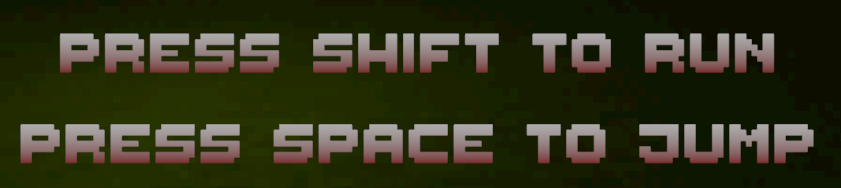 PRESS SHIFT TO RUN
PRESS SPACE TO JUMP